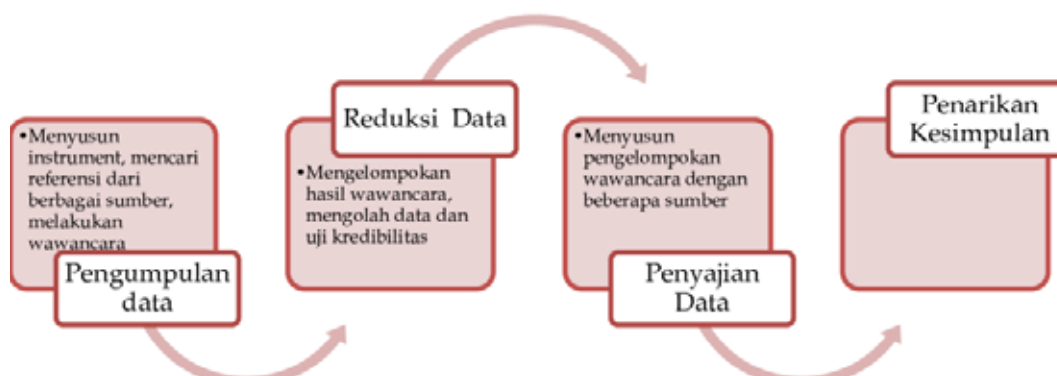 •Menyusun
instrument, mencari
referensi dari
berbagai sumber,
melakukan
wawancara
Pengumpulan
data
Reduksi Data
•Mengelompokan
hasil wawancara,
mengolah data dan
uji kredibilitas
•Menyusun
pengelompokan
wawancara dengan
beberapa sumber
Penyajian
Data
Penarikan
Kesimpulan